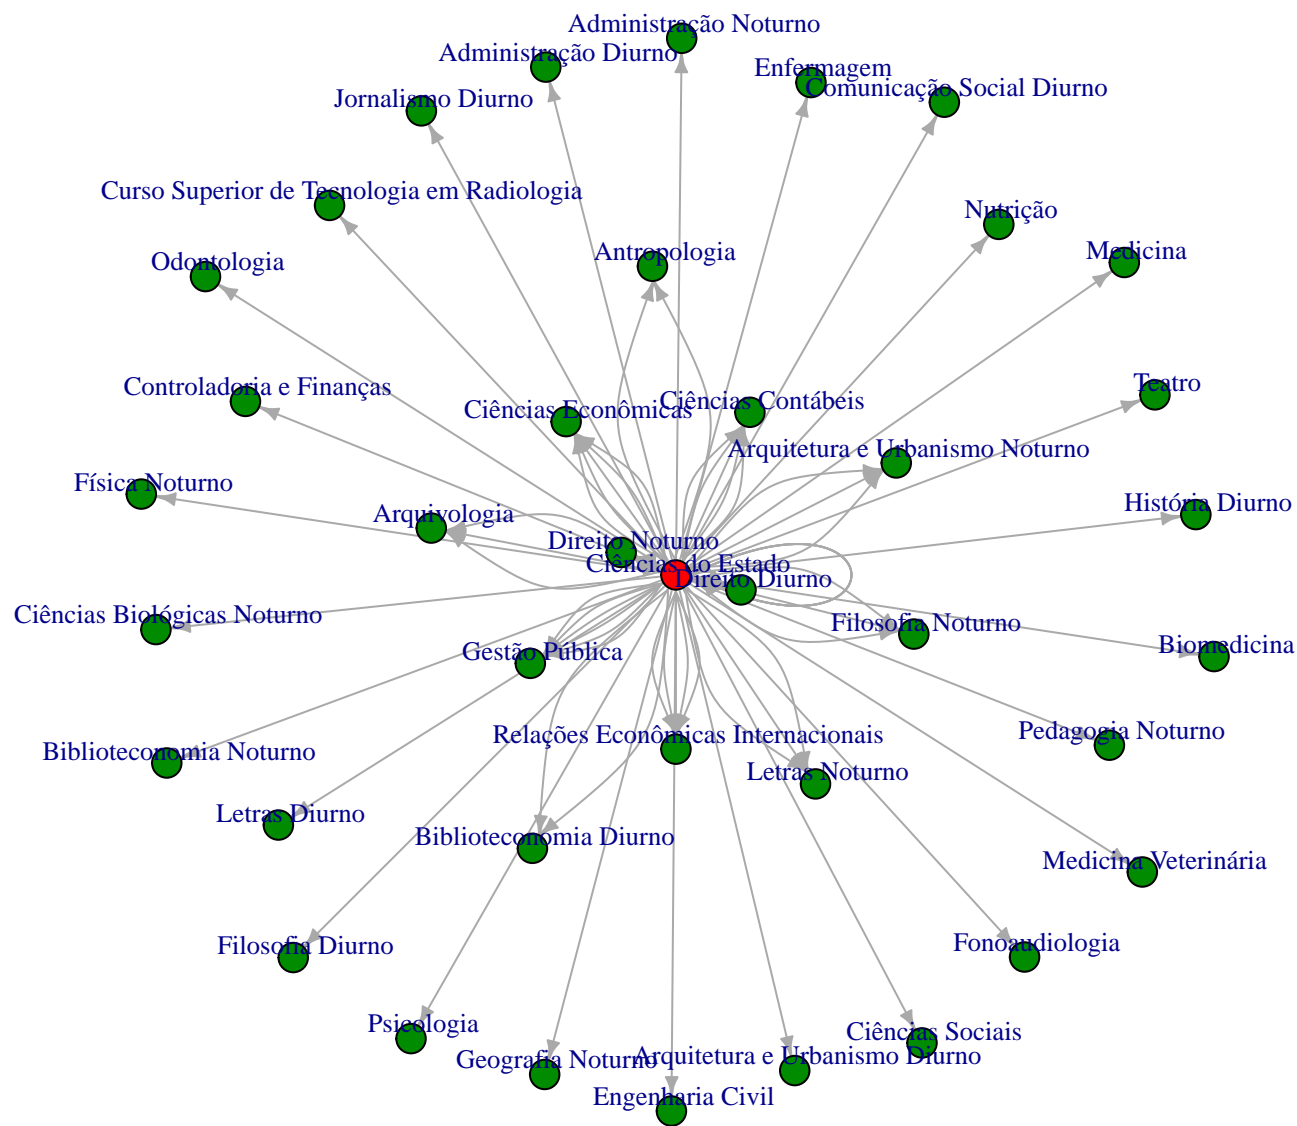 Administração Noturno
Administração Diurno
Enfermagem
Comunicação Social Diurno
Jornalismo Diurno
Curso Superior de Tecnologia em Radiologia
Nutrição
Antropologia
Medicina
Odontologia
Controladoria e Finanças
Teatro
Ciências Econômicas
Ciências Contábeis
Arquitetura e Urbanismo Noturno
Física Noturno
História Diurno
Arquivologia
Direito Noturno
Ciências do Estado
Direito Diurno
Ciências Biológicas Noturno
Filosofia Noturno
Biomedicina
Gestão Pública
Relações Econômicas Internacionais
Pedagogia Noturno
Biblioteconomia Noturno
Letras Noturno
Letras Diurno
Biblioteconomia Diurno
Medicina Veterinária
Filosofia Diurno
Fonoaudiologia
Psicologia
Ciências Sociais
Geografia Noturno
Arquitetura e Urbanismo Diurno
Engenharia Civil